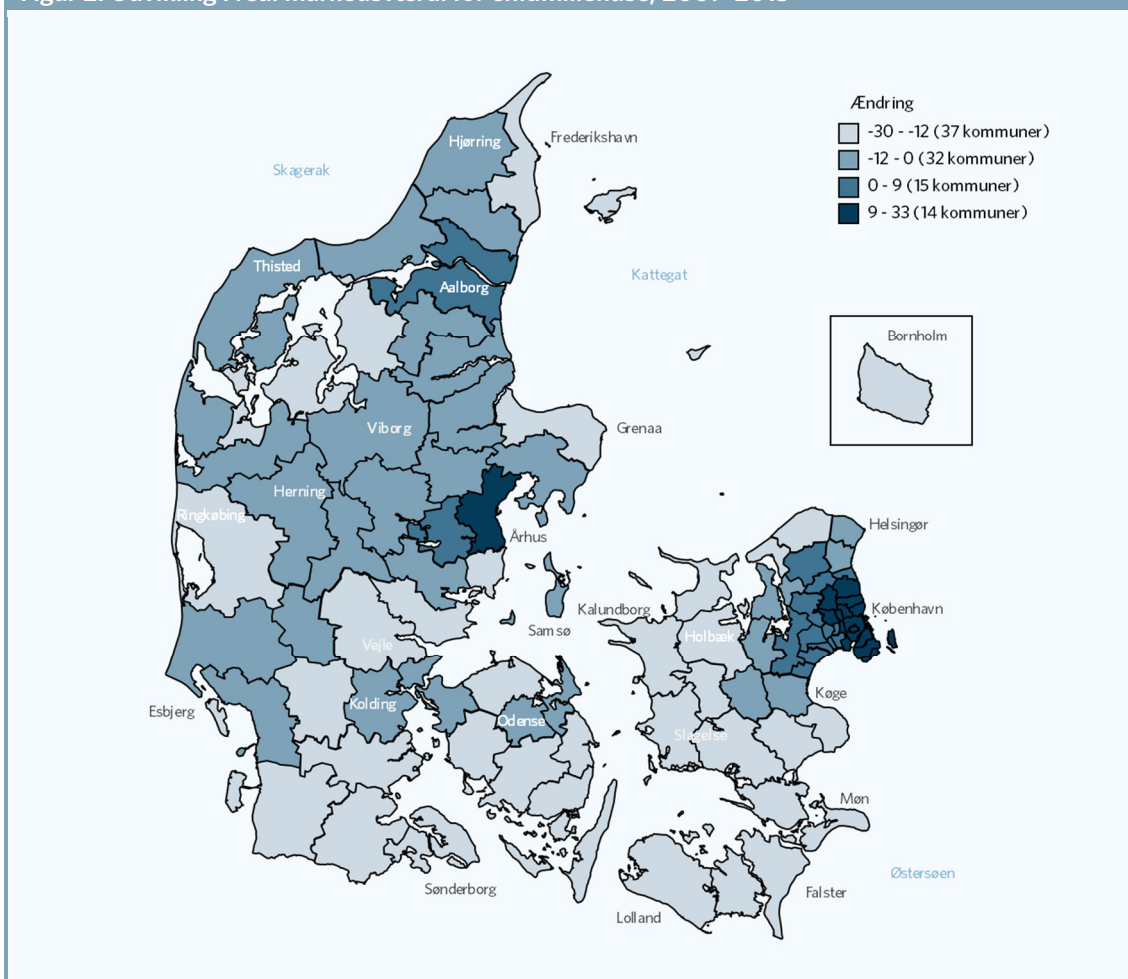 Ændring
-30 - -12 (37 kommuner)
-12 - 0 (32 kommuner)
0 - 9 (15 kommuner)
9 - 33 (14 kommuner)
Hjørring
Frederikshavn
Skagerak
Thisted
Kattegat
Aalborg
Bornholm
Viborg
Grenaa
Herning
Ringkøbing
Helsingør
Århus
Kalundborg
København
Samsø
Holbæk
Vejle
Køge
Kolding
Esbjerg
Odense
Slagelse
Møn
Østersøen
Sønderborg
Falster
Lolland